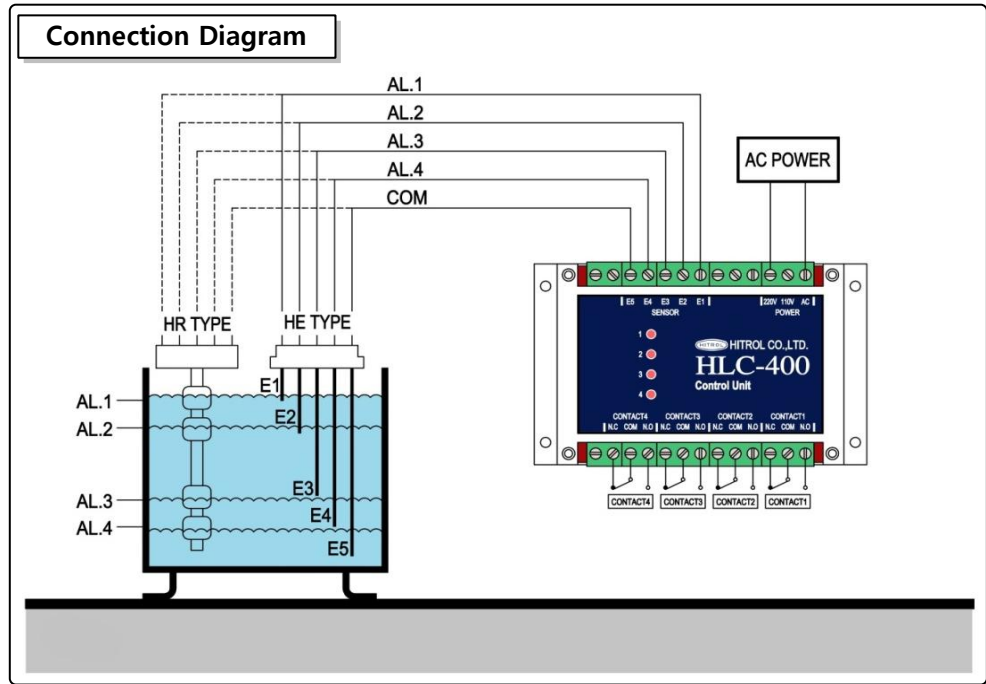 Connection Diagram
AL.1
AL.2
AL.3
AL.4
COM
AC POWER
HR TYPE
HE TYPE
E5 E4 E3 E2 E1
SENSOR
220V 110V AC
POWER
1
2
3
4
HITROL HITROL CO.,LTD.
HLC-400
Control Unit
CONTACT4 CONTACT3 CONTACT2 CONTACT1
N.C COM N.O N.C COM N.O N.C COM N.O N.C COM N.O
CONTACT4 CONTACT3 CONTACT2 CONTACT1
AL.1
AL.2
AL.3
AL.4
E1
E2
E3
E4
E5